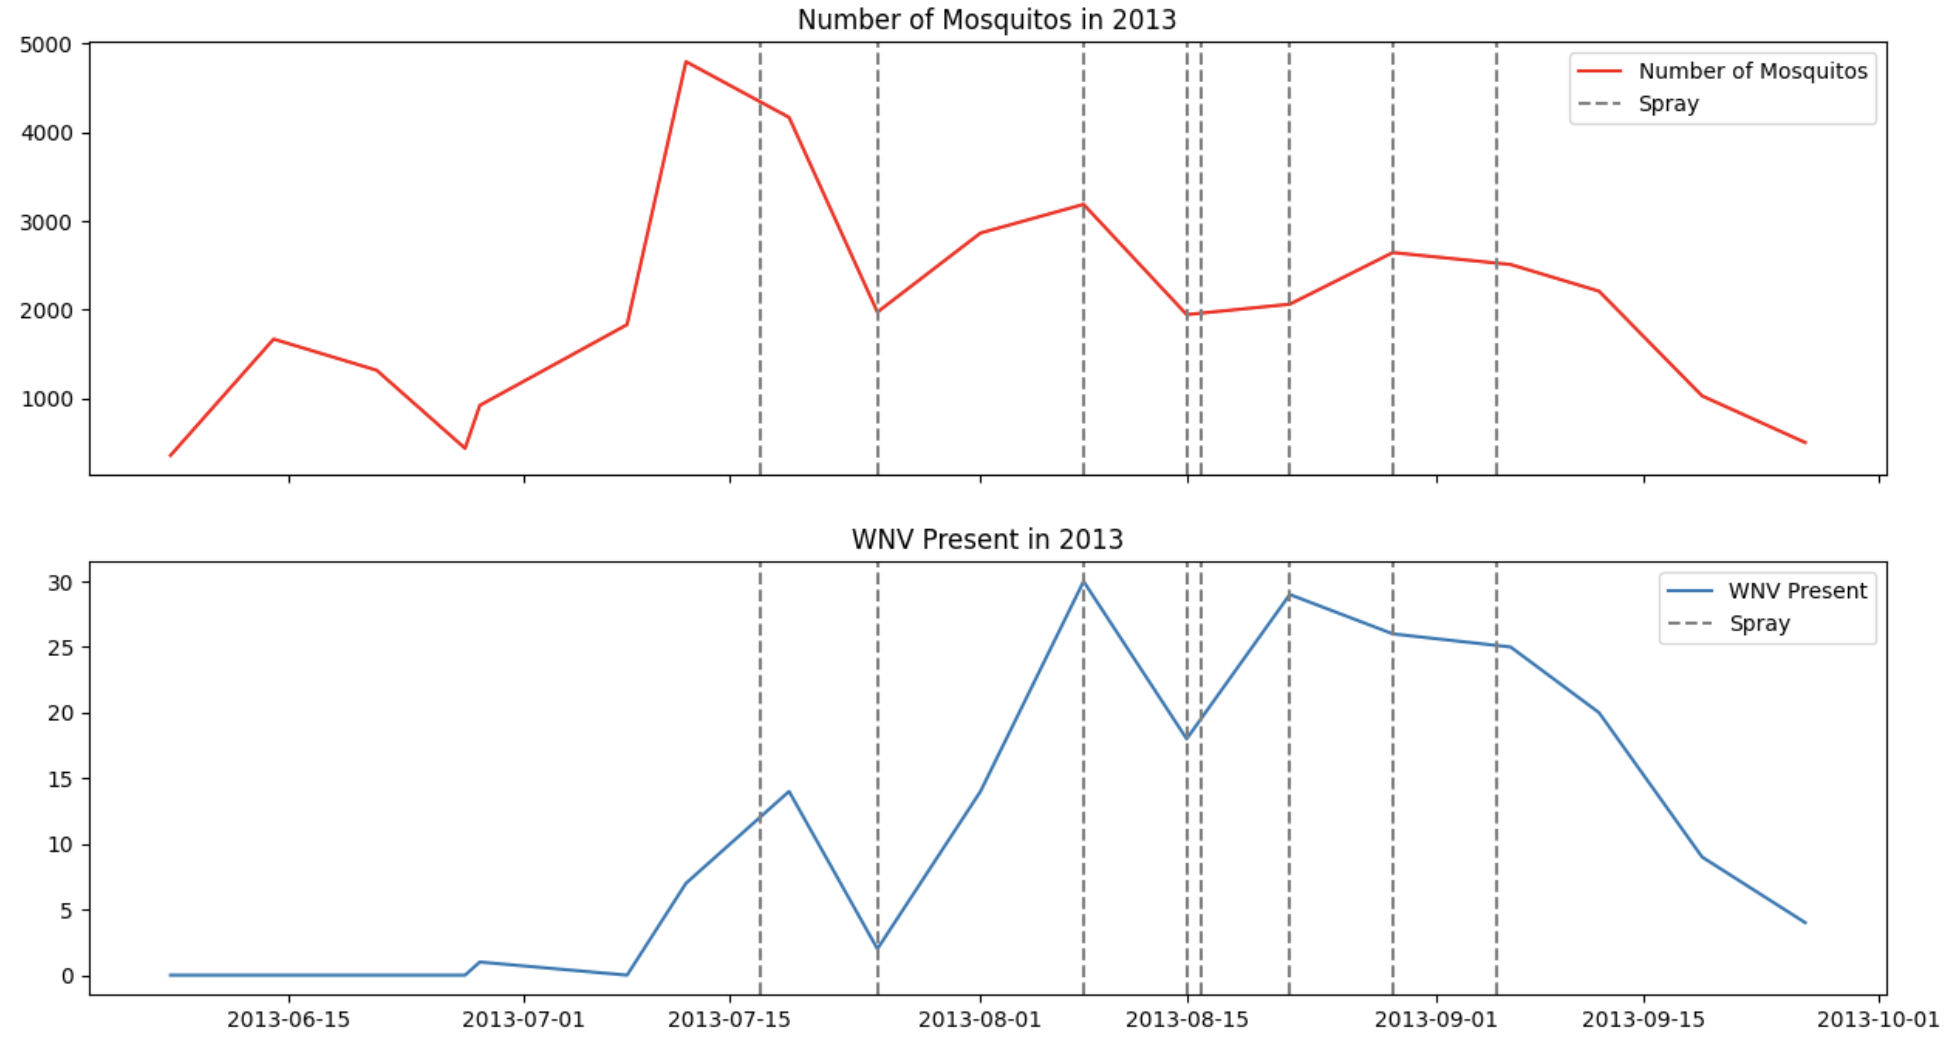 Number of Mosquitos in 2013
5000
4000
3000
2000
1000
Number of Mosquitos
Spray
WNV Present in 2013
30
25
20
15
10
5
0
WNV Present
Spray
2013-06-15 2013-07-01 2013-07-15 2013-08-01 2013-08-15 2013-09-01 2013-09-15 2013-10-01